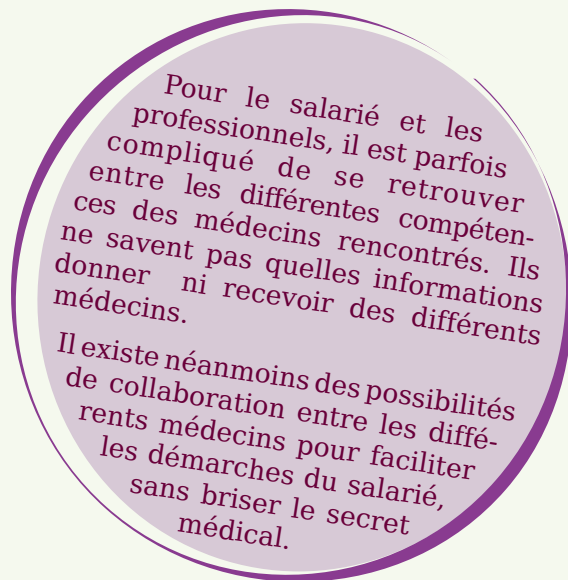 Pour le salarié et les
professionnels, il est parfois
compliqué de se retrouver
entre les différentes compéten-
ces des médecins rencontrés. Ils
ne savent pas quelles informations
donner ni recevoir des différents
médecins.
Il existe néanmoins des possibilités
de collaboration entre les diffé-
rents médecins pour faciliter
les démarches du salarié,
sans briser le secret
médical.